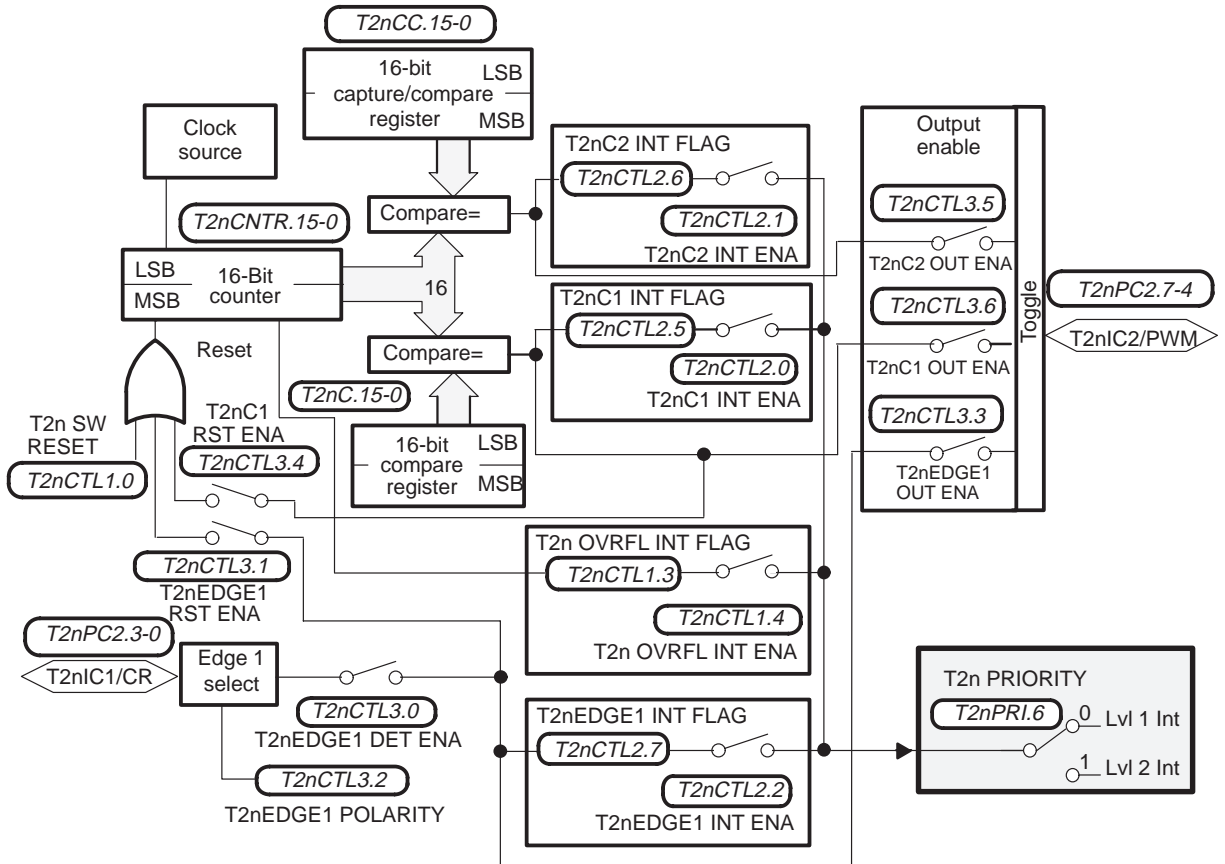 T2nCC.15-0
16-bit
capture/compare
register
LSB
MSB
Clock
source
T2nCNTR.15-0
LSB
MSB
16-Bit
counter
Compare=
16
Compare=
Reset
T2nC.15-0
16-bit
compare
register
LSB
MSB
T2n SW
RESET
T2nCTL1.0
T2nC1
RST ENA
T2nCTL3.4
T2nCTL3.1
T2nEDGE1
RST ENA
T2nPC2.3-0
T2nIC1/CR
Edge 1
select
T2nCTL3.0
T2nEDGE1 DET ENA
T2nCTL3.2
T2nEDGE1 POLARITY
T2nC2 INT FLAG
T2nCTL2.6
T2nCTL2.1
T2nC2 INT ENA
T2nC1 INT FLAG
T2nCTL2.5
T2nCTL2.0
T2nC1 INT ENA
T2n OVRFL INT FLAG
T2nCTL1.3
T2nCTL1.4
T2n OVRFL INT ENA
T2nEDGE1 INT FLAG
T2nCTL2.7
T2nCTL2.2
T2nEDGE1 INT ENA
Output
enable
T2nCTL3.5
T2nC2 OUT ENA
T2nCTL3.6
T2nC1 OUT ENA
T2nCTL3.3
T2nEDGE1
OUT ENA
Toggle
T2nPC2.7-4
T2nIC2/PWM
T2n PRIORITY
T2nPRI.6
0
Lvl 1 Int
1
Lvl 2 Int